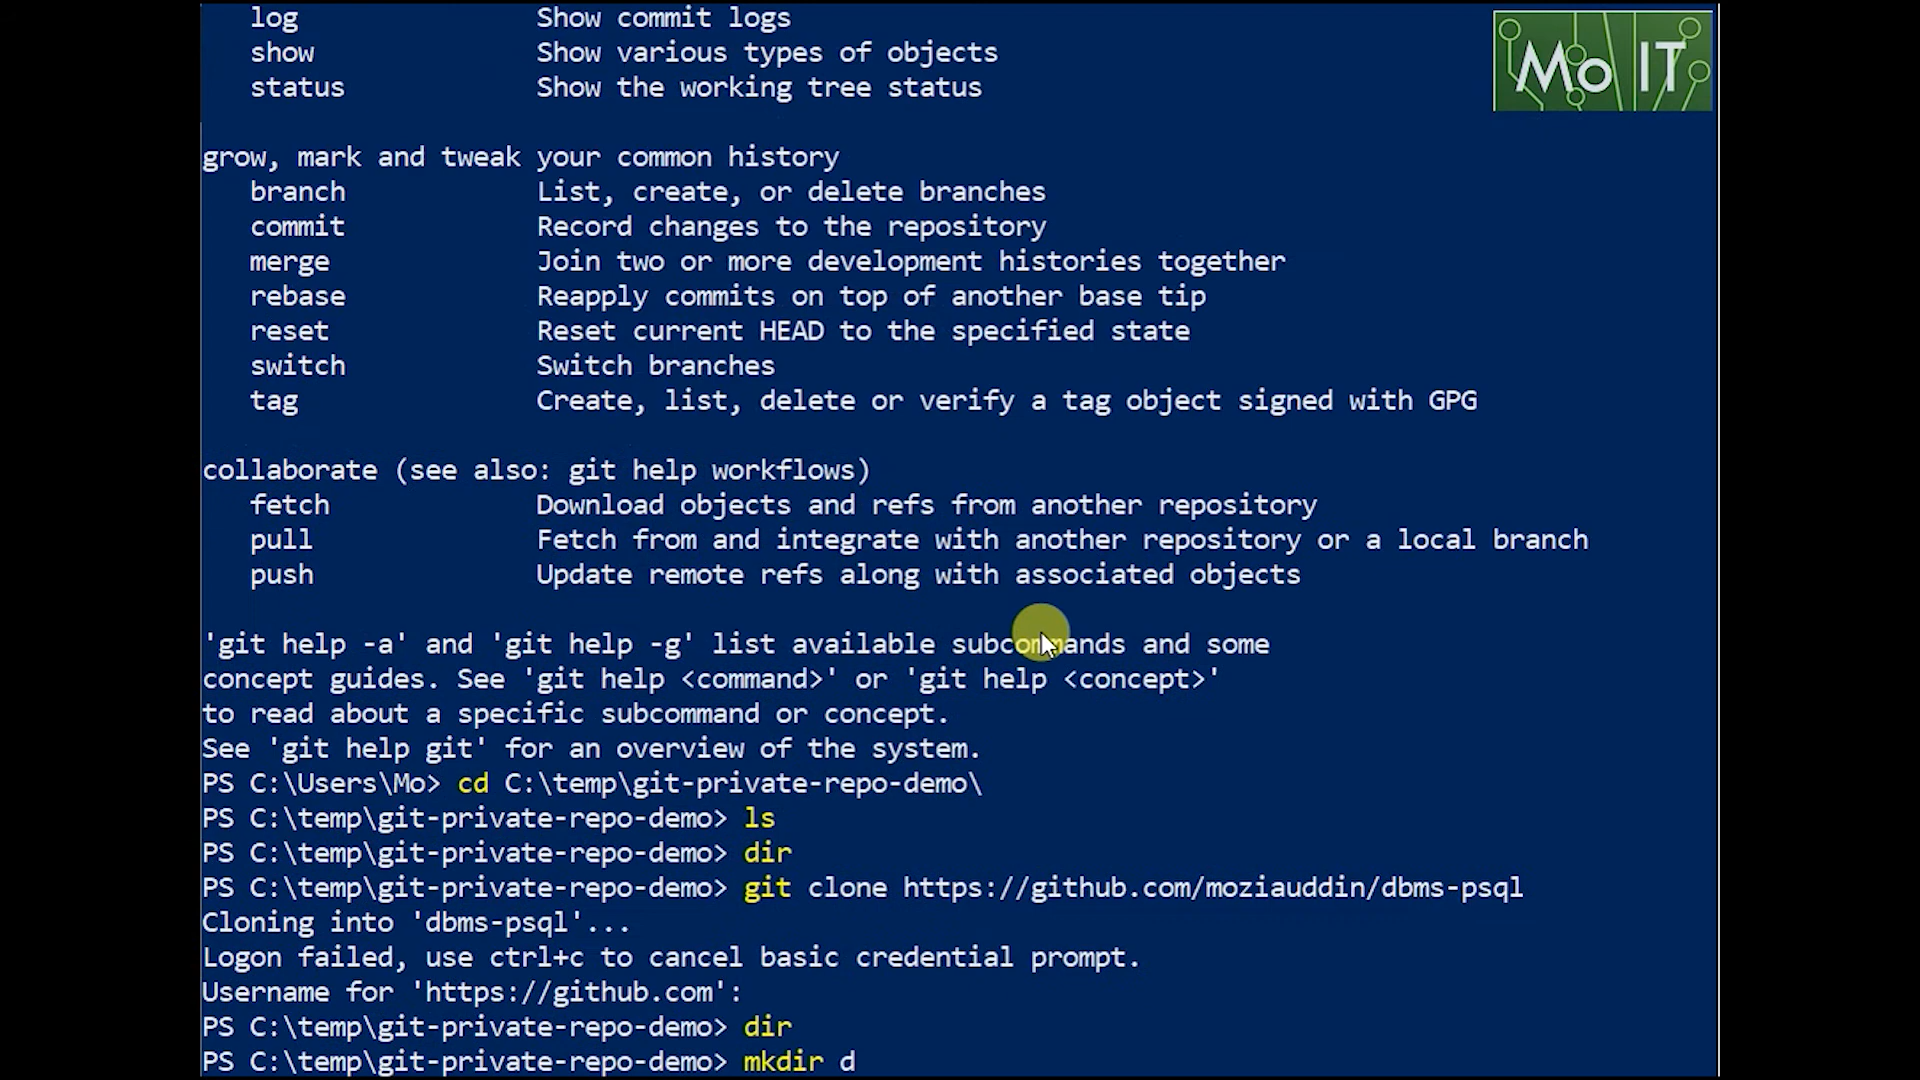 log Show commit logs
show Show various types of objects
status Show the working tree status
Mo IT
grow, mark and tweak your common history
branch List, create, or delete branches
commit Record changes to the repository
merge Join two or more development histories together
rebase Reapply commits on top of another base tip
reset Reset current HEAD to the specified state
switch Switch branches
tag Create, list, delete or verify a tag object signed with GPG
collaborate (see also: git help workflows)
fetch Download objects and refs from another repository
pull Fetch from and integrate with another repository or a local branch
push Update remote refs along with associated objects
'git help -a' and 'git help -g' list available subcommands and some
concept guides. See 'git help <command>' or 'git help <concept>'
to read about a specific subcommand or concept.
See 'git help git' for an overview of the system.
PS C:\Users\Mo> cd C:\temp\git-private-repo-demo\
PS C:\temp\git-private-repo-demo> ls
PS C:\temp\git-private-repo-demo> dir
PS C:\temp\git-private-repo-demo> git clone https://github.com/moziauddin/dbms-psql
Cloning into 'dbms-psql'...
Logon failed, use ctrl+c to cancel basic credential prompt.
Username for 'https://github.com':
PS C:\temp\git-private-repo-demo> dir
PS C:\temp\git-private-repo-demo> mkdir d